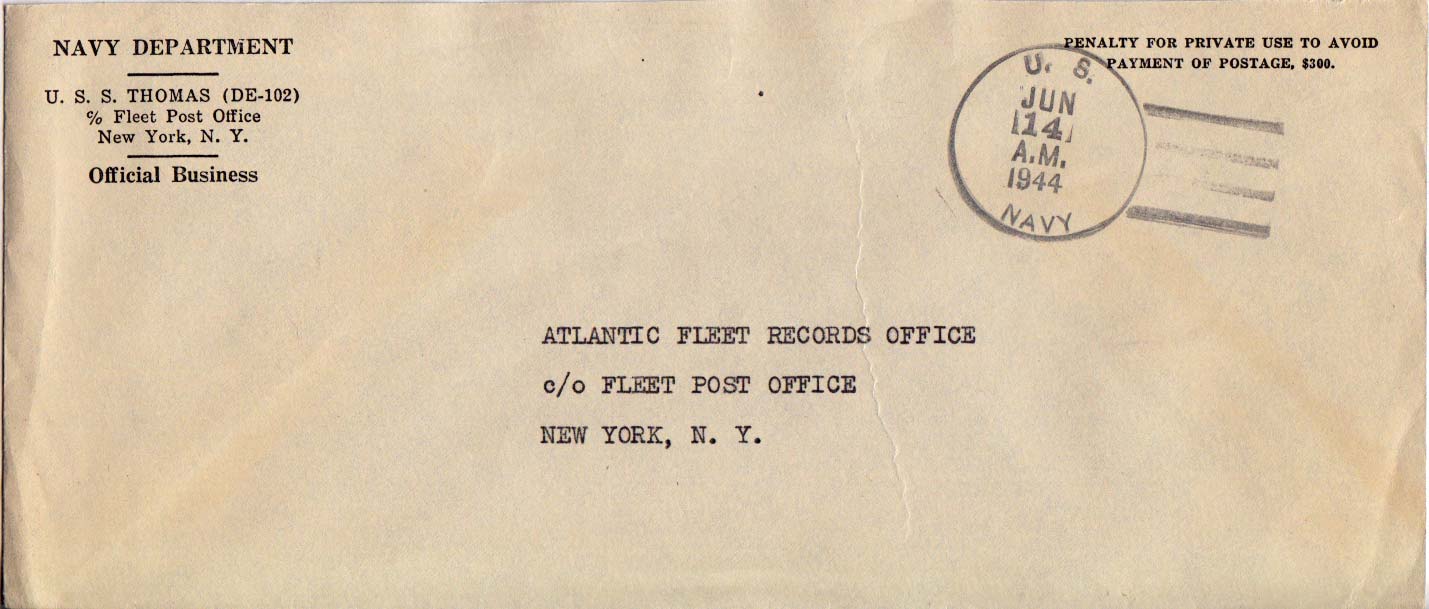 NAVY DEPARTMENT
U. S. S. THOMAS (DE-102)
℅ Fleet Post Office
New York, N. Y.
Official Business
PENALTY FOR PRIVATE USE TO AVOID
PAYMENT OF POSTAGE, $300.
U. S.
JUN
14
A.M.
1944
NAVY
ATLANTIC FLEET RECORDS OFFICE
c/o FLEET POST OFFICE
NEW YORK, N. Y.